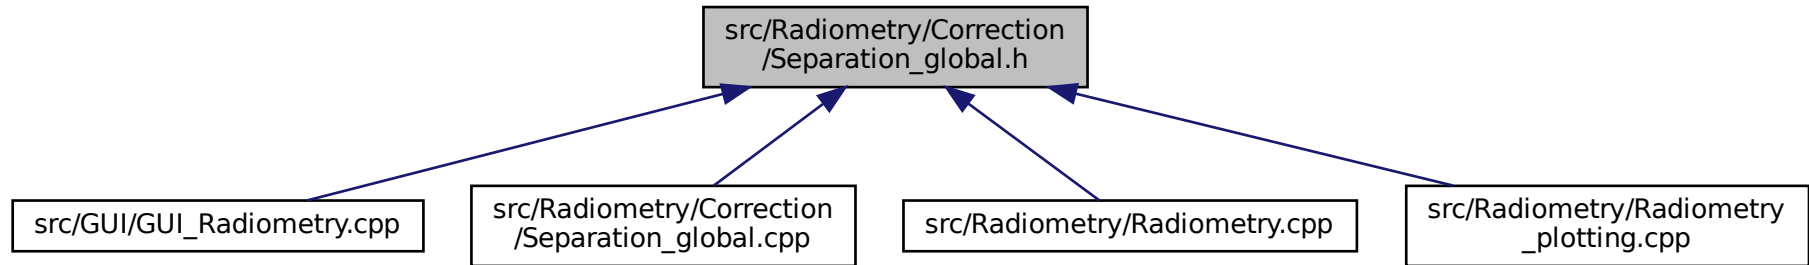 src/Radiometry/Correction
/Separation_global.h
src/GUI/GUI_Radiometry.cpp
src/Radiometry/Correction
/Separation_global.cpp
src/Radiometry/Radiometry.cpp
src/Radiometry/Radiometry
_plotting.cpp